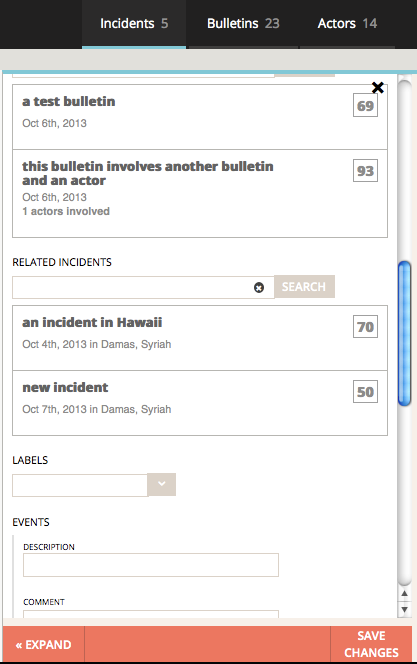 Incidents 5 Bulletins 23 Actors 14
a test bulletin 69
Oct 6th, 2013
this bulletin involves another bulletin 93
and an actor
Oct 6th, 2013
1 actors involved
RELATED INCIDENTS
SEARCH
an incident in Hawaii 70
Oct 4th, 2013 in Damas, Syriah
new incident 50
Oct 7th, 2013 in Damas, Syriah
LABELS
EVENTS
DESCRIPTION
COMMENT
« EXPAND SAVE
CHANGES